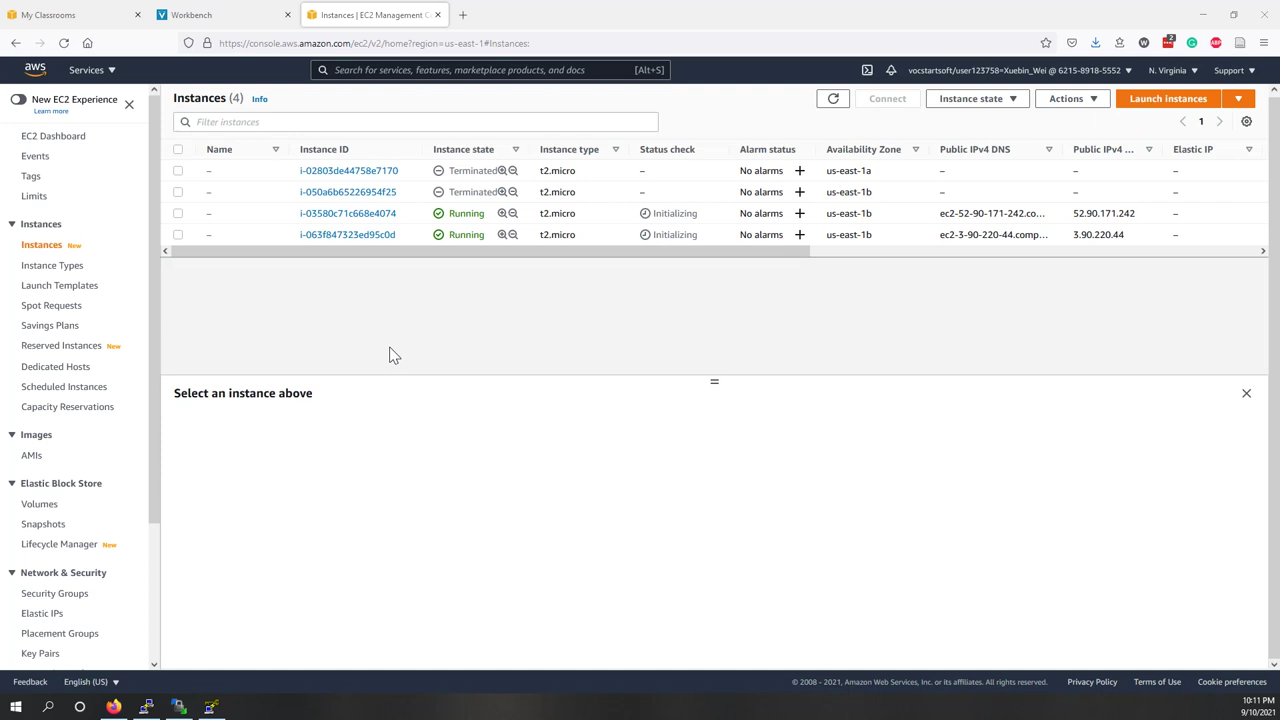 My Classrooms
Workbench
Instances | EC2 Management C
https://console.aws.amazon.com/ec2/v2/home?region=us-east-1#Instances:
2
ABP
aws
Services
Search for services, features, marketplace products, and docs
[Alt+S]
vocstartsoft/user123758=Xuebin_Wei @ 6215-8918-5552
N. Virginia
Support
New EC2 Experience
Learn more
EC2 Dashboard
Events
Tags
Limits
Instances
Instances New
Instance Types
Launch Templates
Spot Requests
Savings Plans
Reserved Instances New
Dedicated Hosts
Scheduled Instances
Capacity Reservations
Images
AMIs
Elastic Block Store
Volumes
Snapshots
Lifecycle Manager New
Network & Security
Security Groups
Elastic IPs
Placement Groups
Key Pairs
Instances (4) Info
Connect
Instance state
Actions
Launch instances
Filter instances
1
Name Instance ID Instance state Instance type Status check Alarm status Availability Zone Public IPv4 DNS Public IPv4 ... Elastic IP
– i-02803de44758e7170 Terminated t2.micro – No alarms + us-east-1a – – –
– i-050a6b65226954f25 Terminated t2.micro – No alarms + us-east-1b – – –
– i-03580c71c668e4074 Running t2.micro Initializing No alarms + us-east-1b ec2-52-90-171-242.co... 52.90.171.242 –
– i-063f847323ed95c0d Running t2.micro Initializing No alarms + us-east-1b ec2-3-90-220-44.comp... 3.90.220.44 –
Select an instance above
Feedback
English (US)
© 2008 - 2021, Amazon Web Services, Inc. or its affiliates. All rights reserved.
Privacy Policy
Terms of Use
Cookie preferences
10:11 PM
9/10/2021